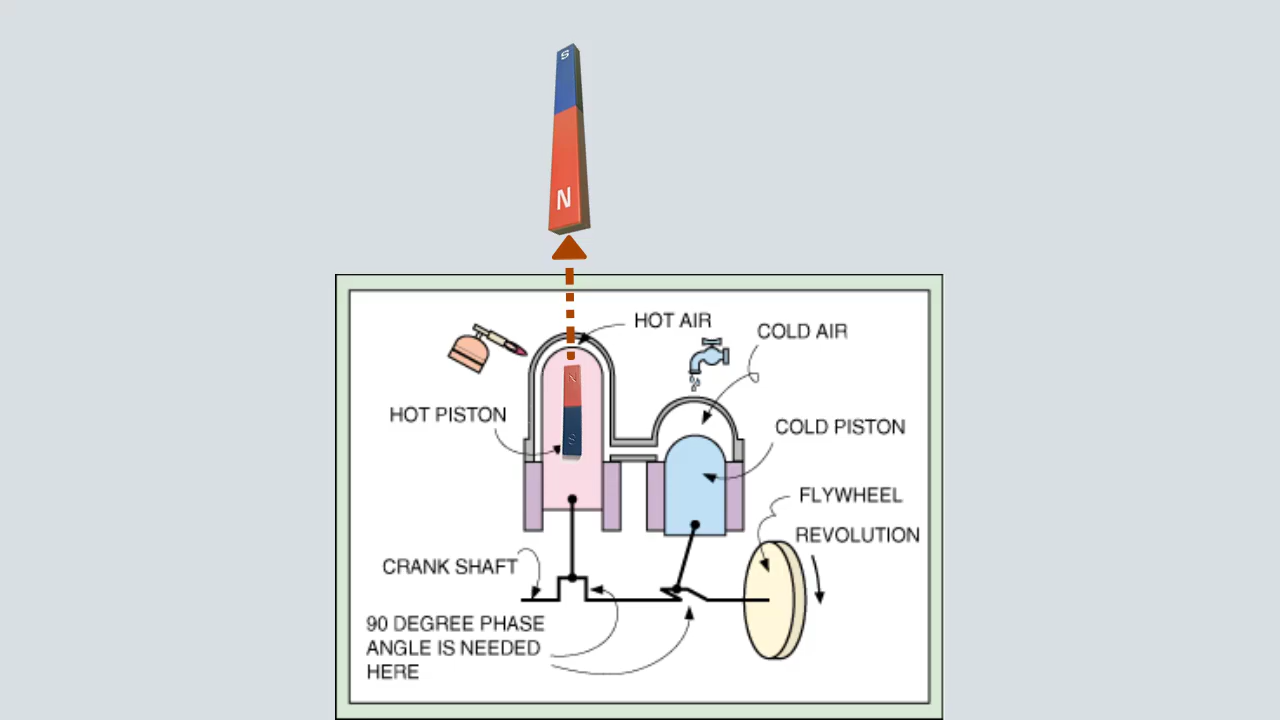 S
N
HOT AIR
COLD AIR
N
HOT PISTON
COLD PISTON
S
FLYWHEEL
REVOLUTION
CRANK SHAFT
90 DEGREE PHASE
ANGLE IS NEEDED
HERE